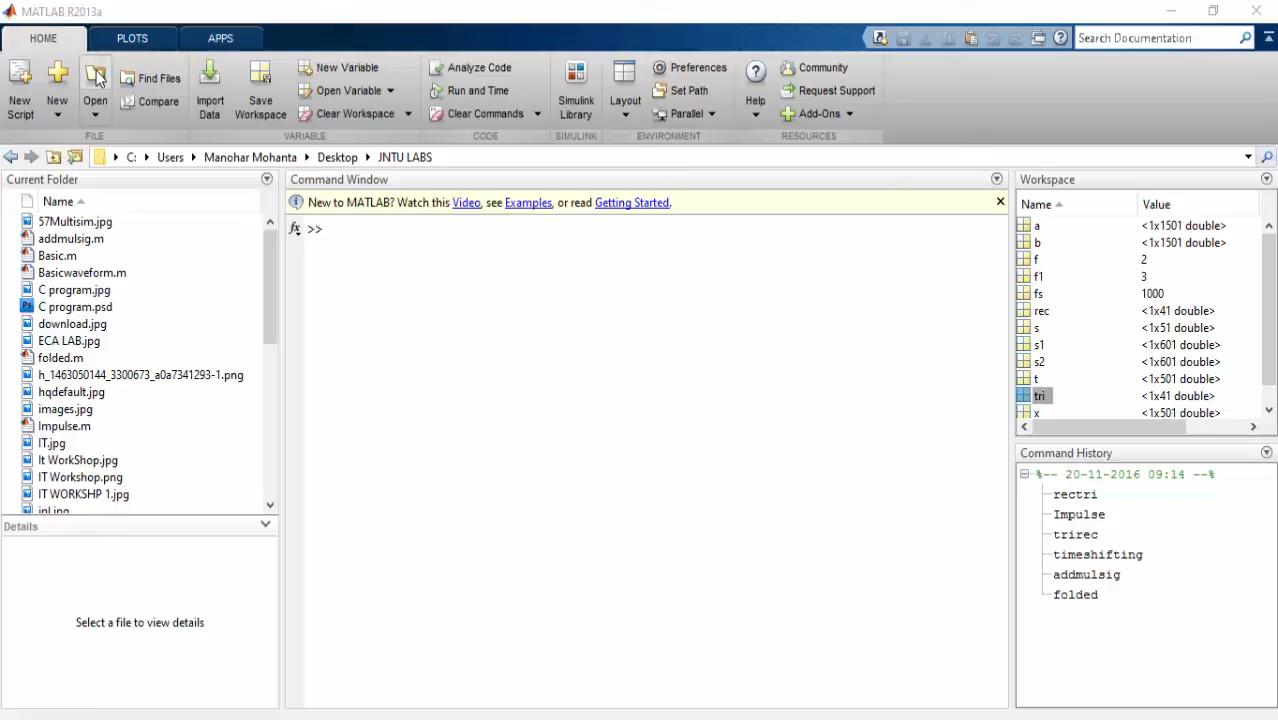 MATLAB R2013a
HOME PLOTS APPS
Search Documentation
New Script
New
Open
Find Files
Compare
Import Data
Save Workspace
New Variable
Open Variable
Clear Workspace
Analyze Code
Run and Time
Clear Commands
Simulink Library
Layout
Preferences
Set Path
Parallel
Help
Community
Request Support
Add-Ons
FILE VARIABLE CODE SIMULINK ENVIRONMENT RESOURCES
C: Users Manohar Mohanta Desktop JNTU LABS
Current Folder
Name
57Multisim.jpg
addmulsig.m
Basic.m
Basicwaveform.m
C program.jpg
Ps C program.psd
download.jpg
ECA LAB.jpg
folded.m
h_1463050144_3300673_a0a7341293-1.png
hqdefault.jpg
images.jpg
Impulse.m
IT.jpg
It WorkShop.jpg
IT Workshop.png
IT WORKSHP 1.jpg
Details
Select a file to view details
Command Window
New to MATLAB? Watch this Video, see Examples, or read Getting Started.
fx >>
Workspace
Name Value
a <1x1501 double>
b <1x1501 double>
f 2
f1 3
fs 1000
rec <1x41 double>
s <1x51 double>
s1 <1x601 double>
s2 <1x601 double>
t <1x501 double>
tri <1x41 double>
x <1x501 double>
Command History
%-- 20-11-2016 09:14 --%
rectri
Impulse
trirec
timeshifting
addmulsig
folded